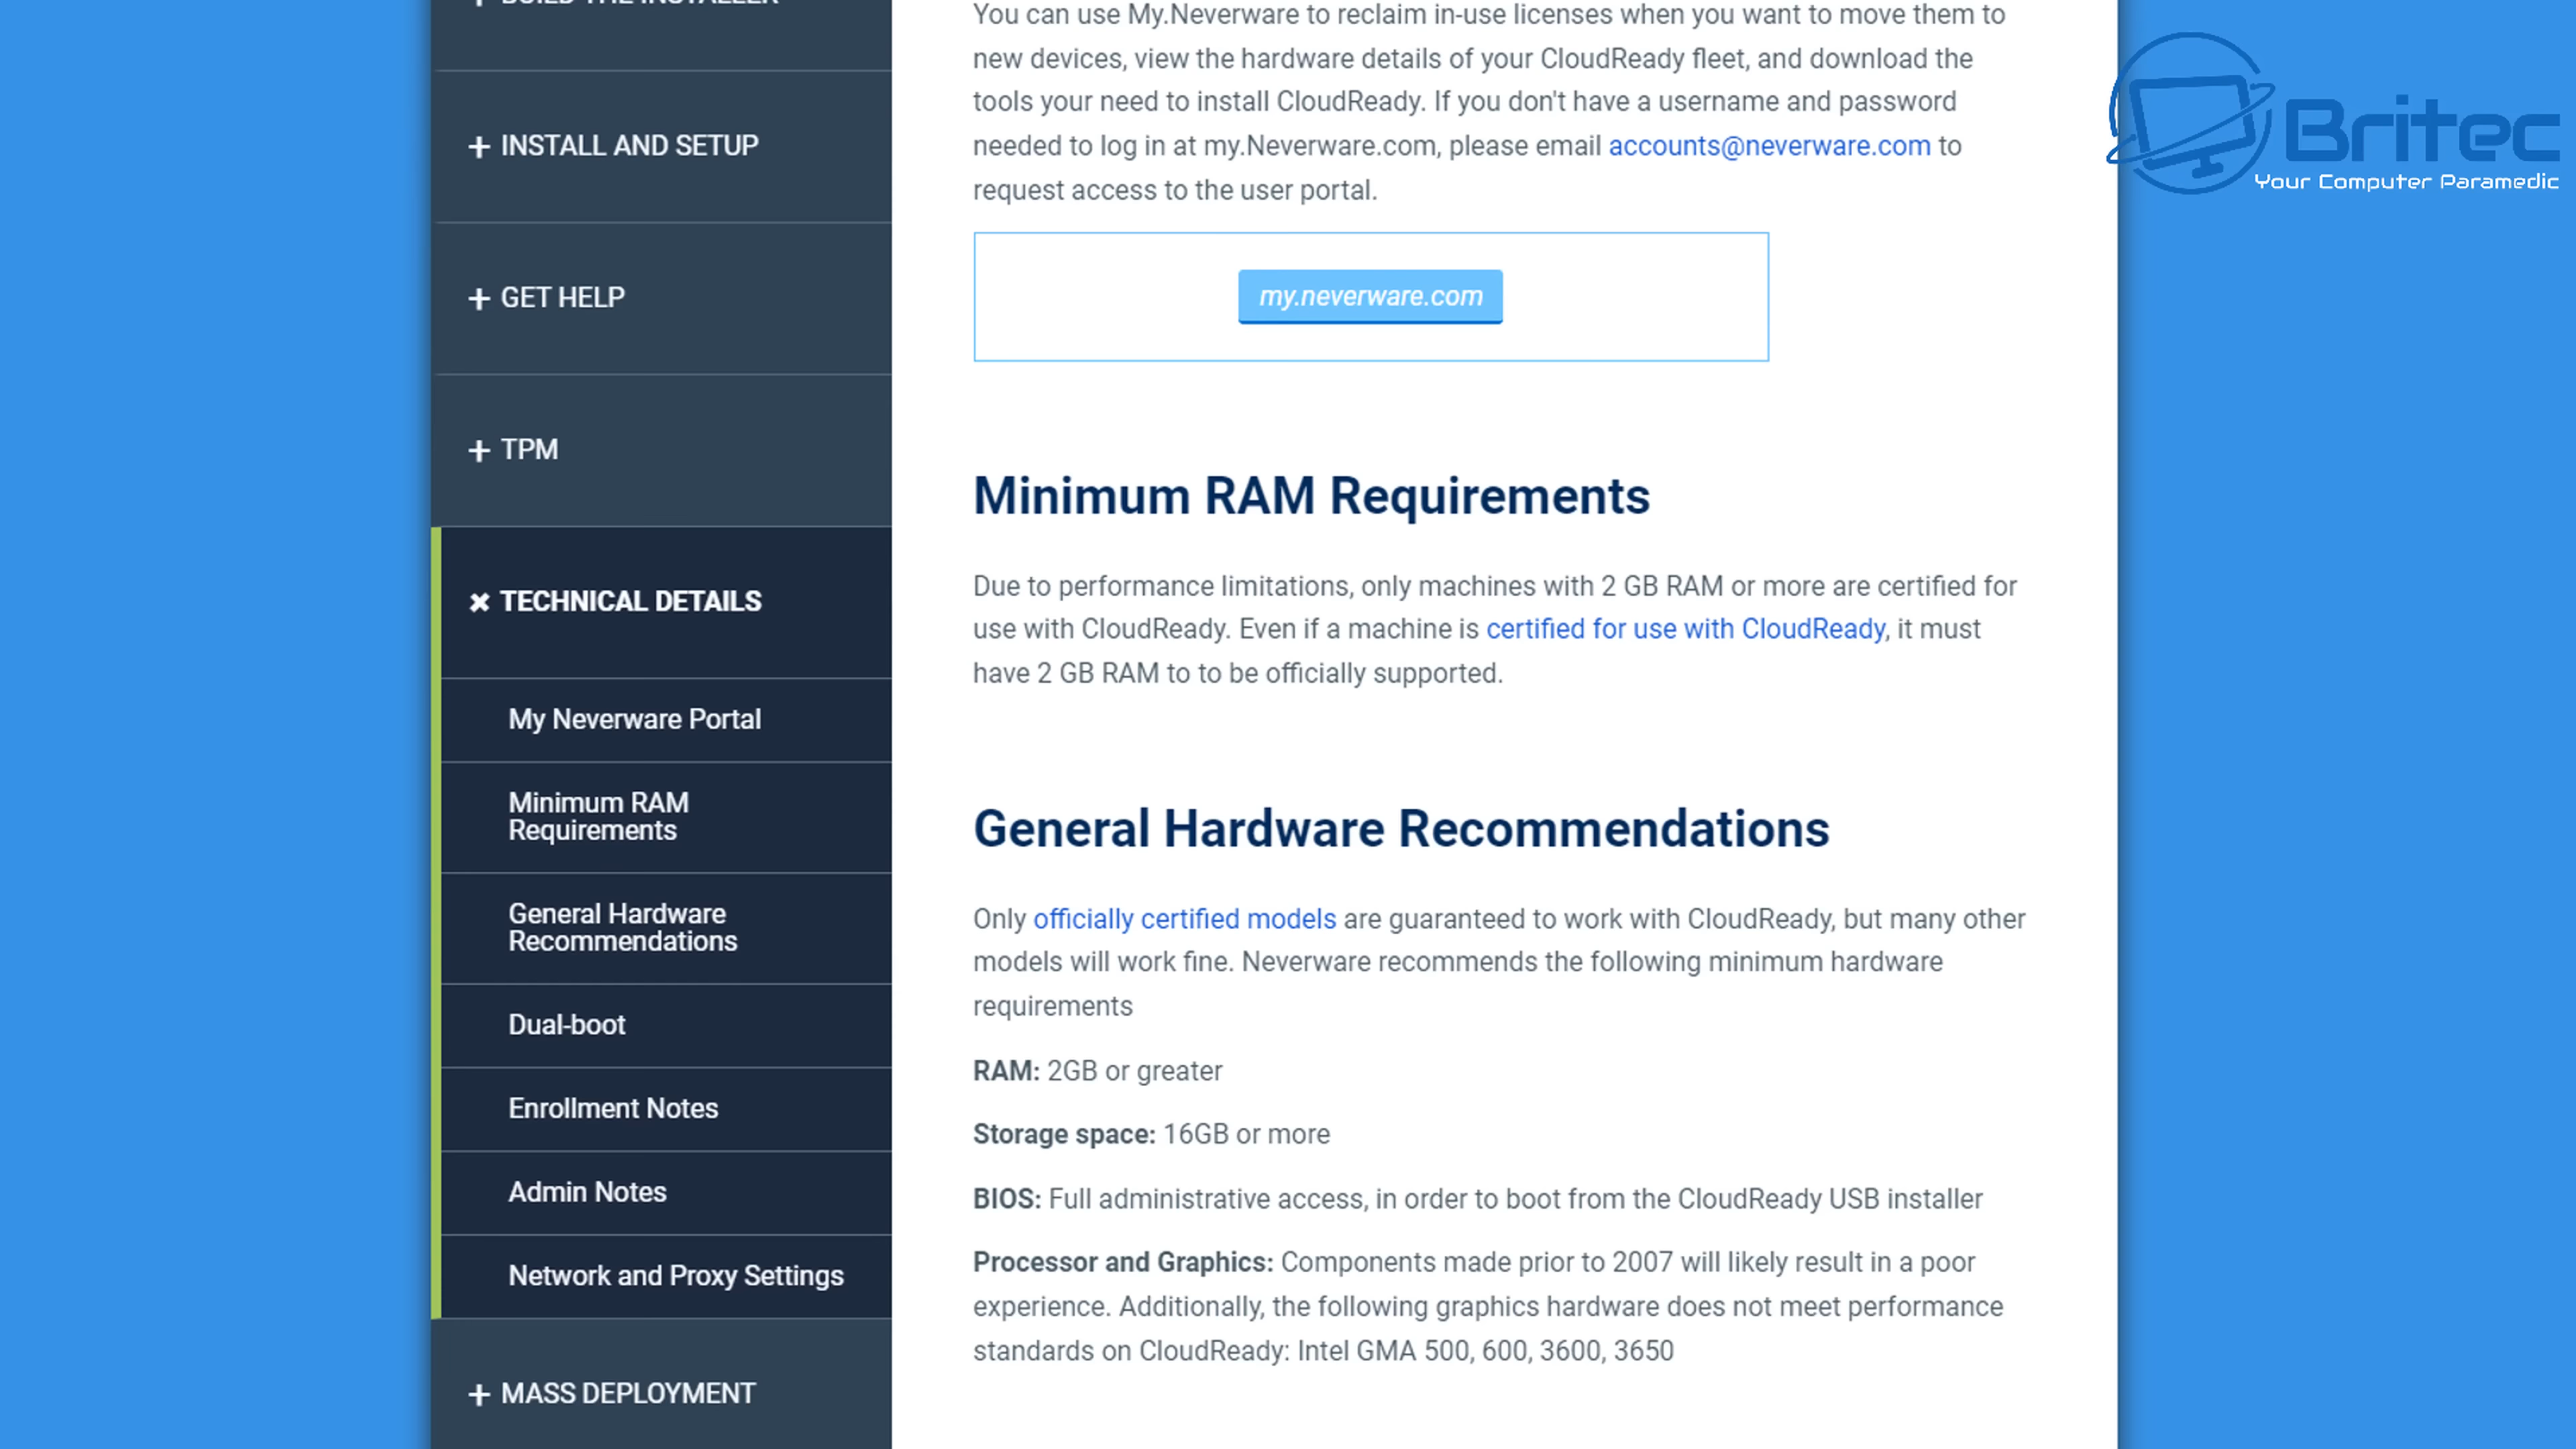 BUILD THE INSTALLER
+ INSTALL AND SETUP
+ GET HELP
+ TPM
× TECHNICAL DETAILS
My Neverware Portal
Minimum RAM
Requirements
General Hardware
Recommendations
Dual-boot
Enrollment Notes
Admin Notes
Network and Proxy Settings
+ MASS DEPLOYMENT
You can use My.Neverware to reclaim in-use licenses when you want to move them to
new devices, view the hardware details of your CloudReady fleet, and download the
tools your need to install CloudReady. If you don't have a username and password
needed to log in at my.Neverware.com, please email accounts@neverware.com to
request access to the user portal.
my.neverware.com
Minimum RAM Requirements
Due to performance limitations, only machines with 2 GB RAM or more are certified for
use with CloudReady. Even if a machine is certified for use with CloudReady, it must
have 2 GB RAM to to be officially supported.
General Hardware Recommendations
Only officially certified models are guaranteed to work with CloudReady, but many other
models will work fine. Neverware recommends the following minimum hardware
requirements
RAM: 2GB or greater
Storage space: 16GB or more
BIOS: Full administrative access, in order to boot from the CloudReady USB installer
Processor and Graphics: Components made prior to 2007 will likely result in a poor
experience. Additionally, the following graphics hardware does not meet performance
standards on CloudReady: Intel GMA 500, 600, 3600, 3650
Britec
Your Computer Paramedic